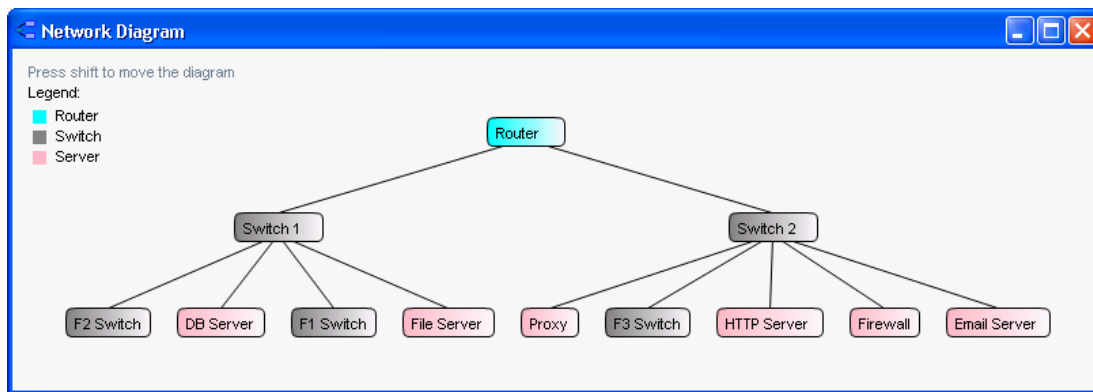 Network Diagram
Press shift to move the diagram
Legend:
Router
Switch
Server
Router
Switch 1
Switch 2
F2 Switch
DB Server
F1 Switch
File Server
Proxy
F3 Switch
HTTP Server
Firewall
Email Server